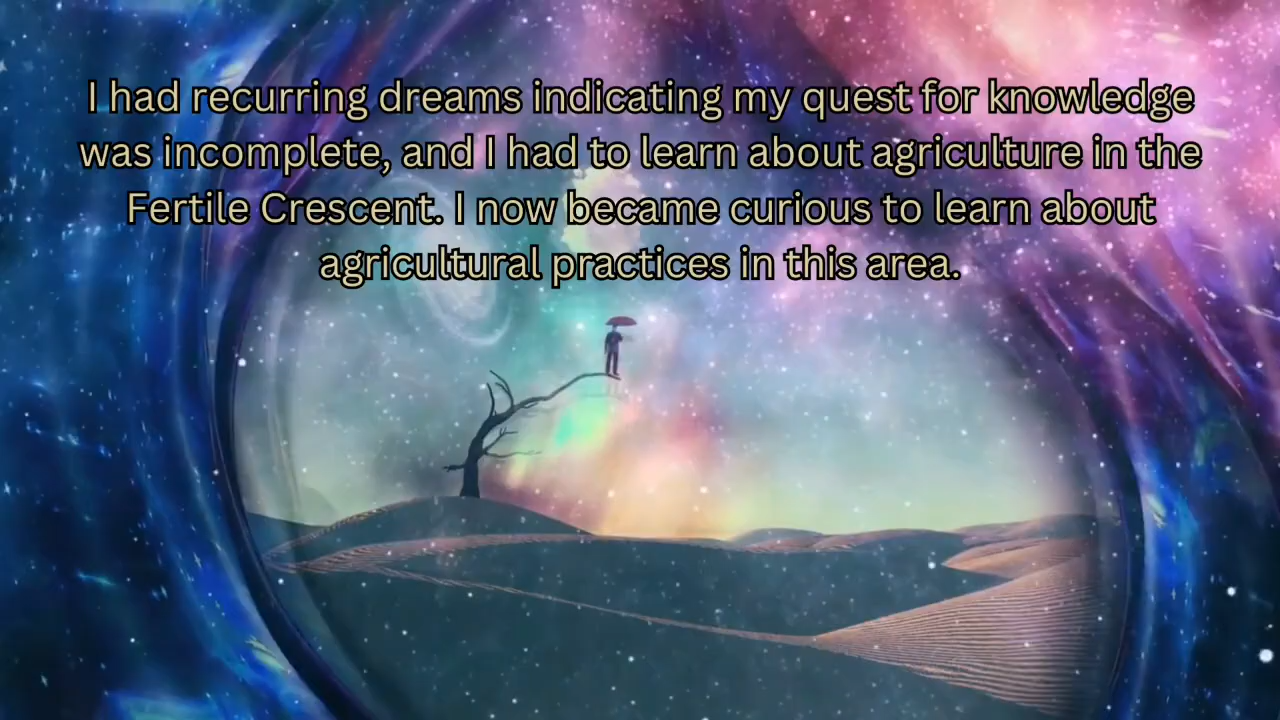 I had recurring dreams indicating my quest for knowledge
was incomplete, and I had to learn about agriculture in the
Fertile Crescent. I now became curious to learn about
agricultural practices in this area.